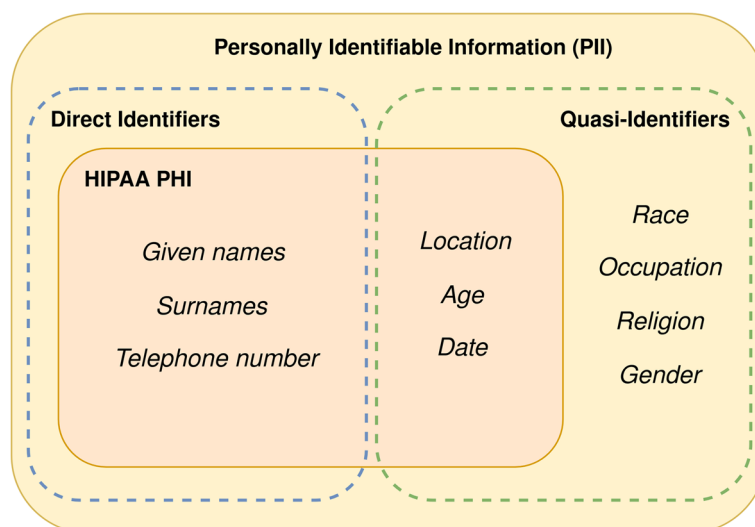 Personally Identifiable Information (PII)
Direct Identifiers
Quasi-Identifiers
HIPAA PHI
Given names
Surnames
Telephone number
Location
Age
Date
Race
Occupation
Religion
Gender